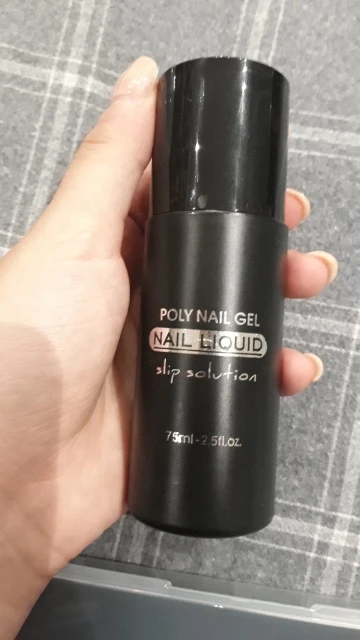 POLY NAIL GEL
NAIL LIQUID
slip solution
75ml-2.5fl.oz.